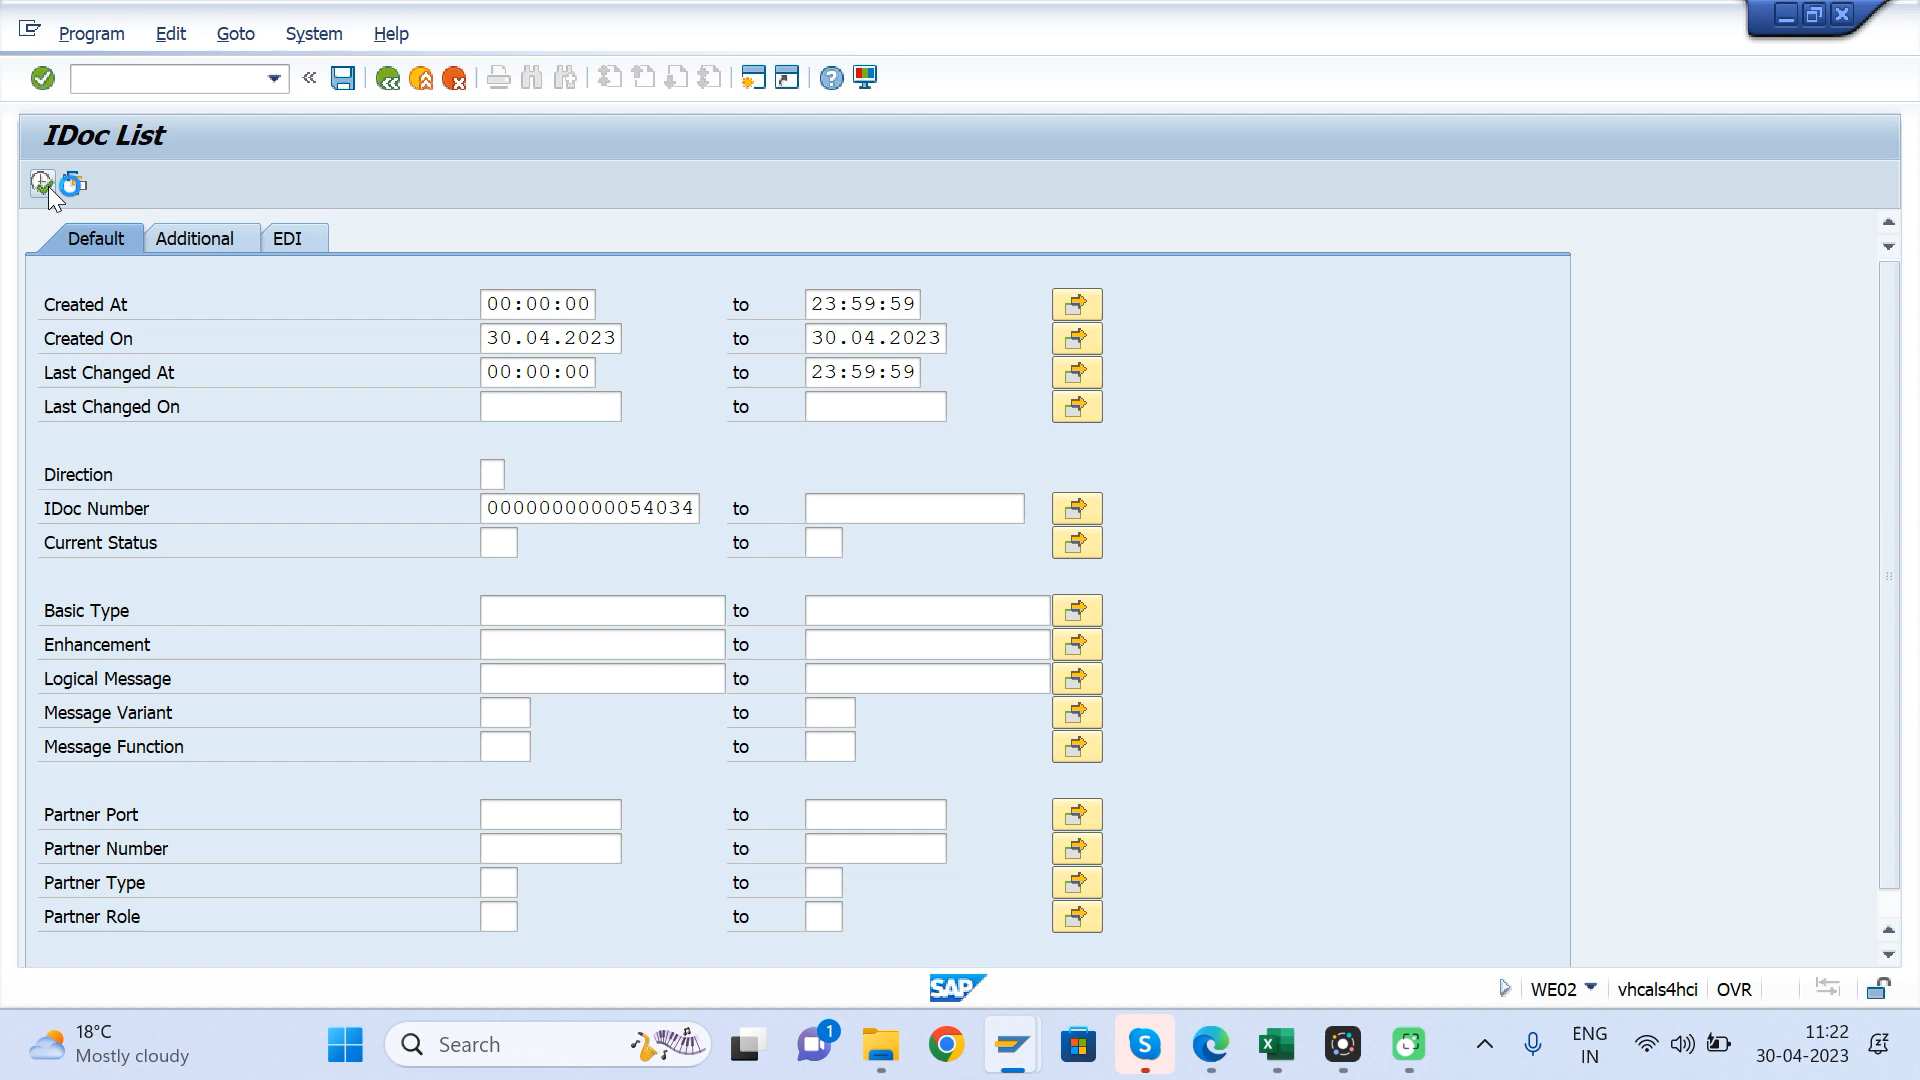 Program Edit Goto System Help
IDoc List
Default Additional EDI
Created At 00:00:00 to 23:59:59
Created On 30.04.2023 to 30.04.2023
Last Changed At 00:00:00 to 23:59:59
Last Changed On to
Direction
IDoc Number 0000000000054034 to
Current Status to
Basic Type to
Enhancement to
Logical Message to
Message Variant to
Message Function to
Partner Port to
Partner Number to
Partner Type to
Partner Role to
SAP WE02 vhcals4hci OVR
18°C
Mostly cloudy
Search
1
ENG
IN
11:22
30-04-2023